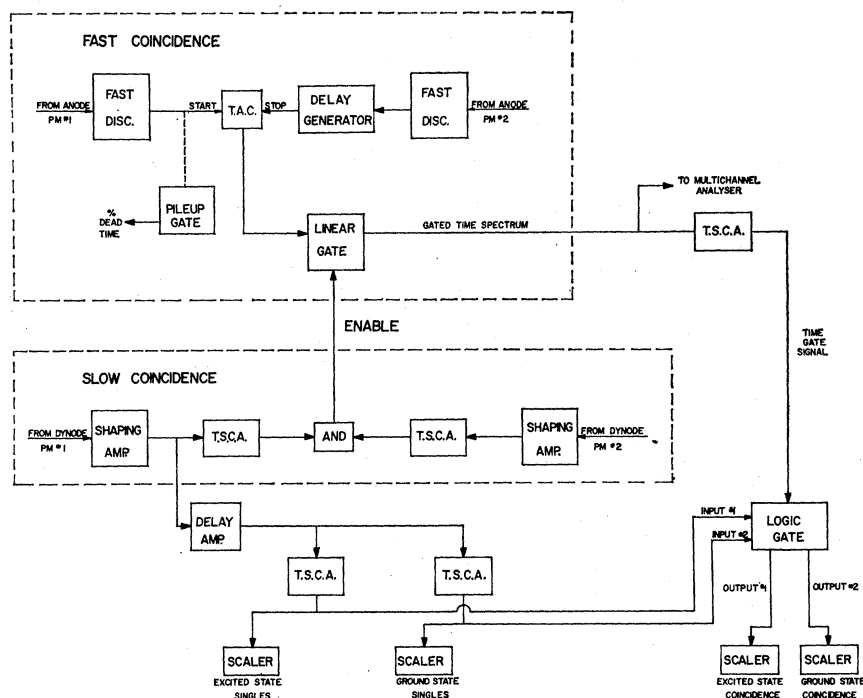 FAST COINCIDENCE
FROM ANODE
PM #1
FAST
DISC.
START
T.A.C.
STOP
DELAY
GENERATOR
FAST
DISC.
FROM ANODE
PM #2
PILEUP
GATE
%
DEAD
TIME
LINEAR
GATE
GATED TIME SPECTRUM
TO MULTICHANNEL
ANALYSER
T.S.C.A.
ENABLE
TIME
GATE
SIGNAL
SLOW COINCIDENCE
FROM DYNODE
PM #1
SHAPING
AMP.
T.S.C.A.
AND
T.S.C.A.
SHAPING
AMP.
FROM DYNODE
PM #2
DELAY
AMP.
INPUT #1
INPUT #2
LOGIC
GATE
T.S.C.A.
T.S.C.A.
OUTPUT #1
OUTPUT #2
SCALER
EXCITED STATE
SINGLES
SCALER
GROUND STATE
SINGLES
SCALER
EXCITED STATE
COINCIDENCE
SCALER
GROUND STATE
COINCIDENCE